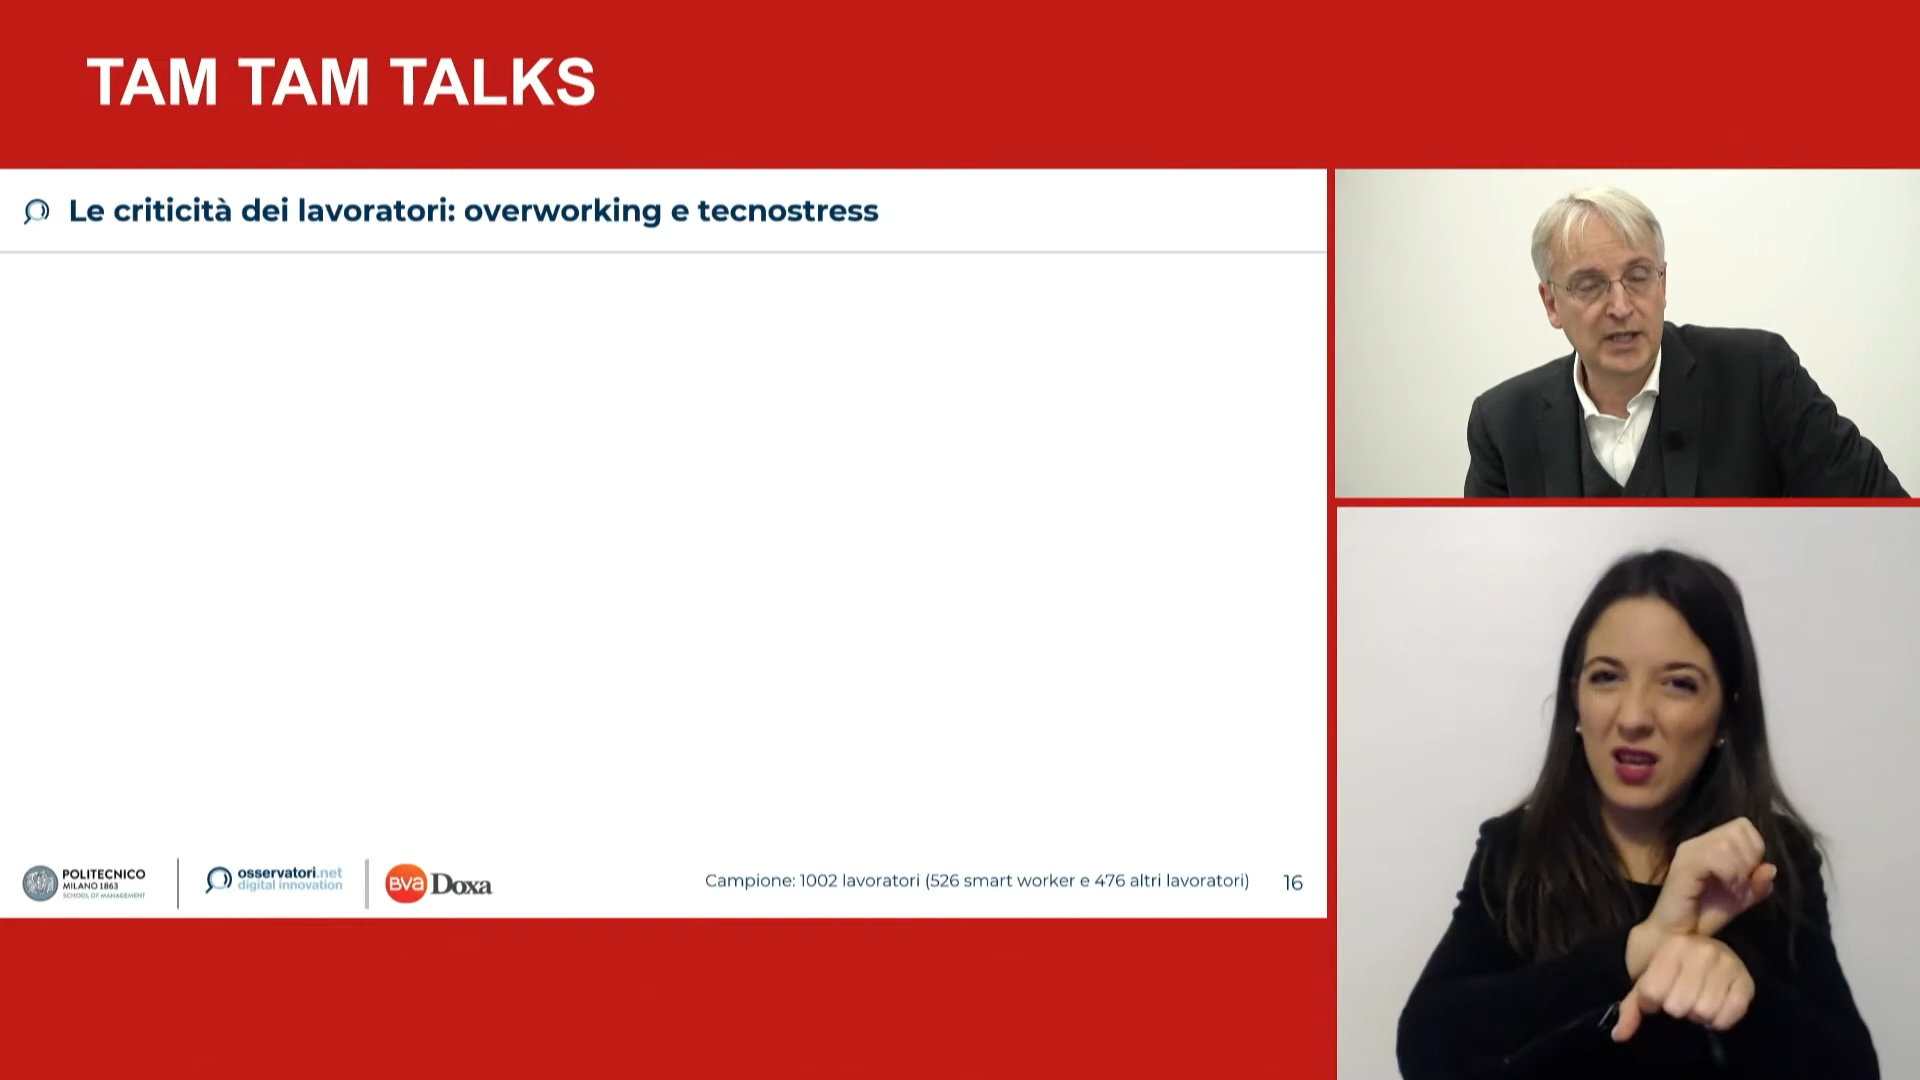 TAM TAM TALKS
Le criticità dei lavoratori: overworking e tecnostress
POLITECNICO
MILANO 1863
SCHOOL OF MANAGEMENT
osservatori.net
digital innovation
BVA Doxa
Campione: 1002 lavoratori (526 smart worker e 476 altri lavoratori)
16